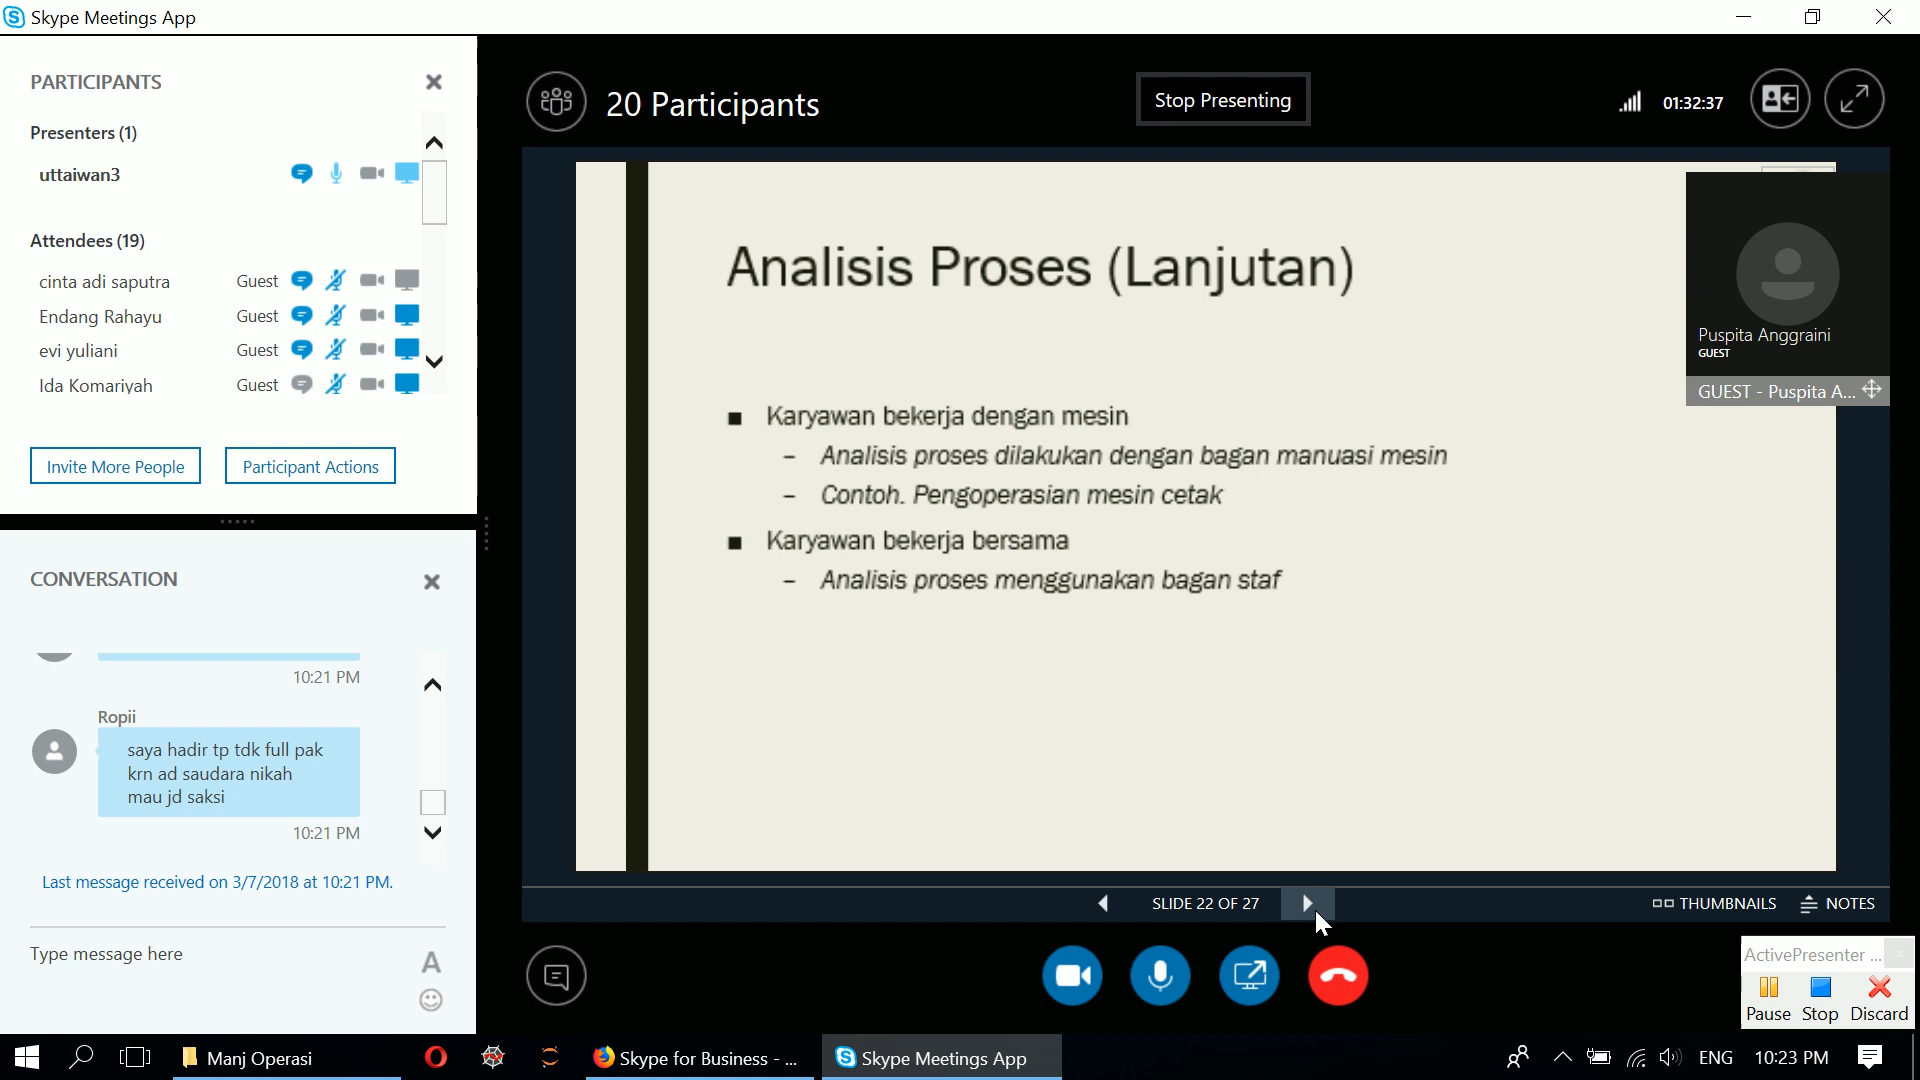 Skype Meetings App
PARTICIPANTS
Presenters (1)
uttaiwan3
Attendees (19)
cinta adi saputra Guest
Endang Rahayu Guest
evi yuliani Guest
Ida Komariyah Guest
Invite More People Participant Actions
CONVERSATION
10:21 PM
Ropii
saya hadir tp tdk full pak
krn ad saudara nikah
mau jd saksi
10:21 PM
Last message received on 3/7/2018 at 10:21 PM.
Type message here
A
20 Participants
Stop Presenting
01:32:37
Analisis Proses (Lanjutan)
■ Karyawan bekerja dengan mesin
– Analisis proses dilakukan dengan bagan manuasi mesin
– Contoh. Pengoperasian mesin cetak
■ Karyawan bekerja bersama
– Analisis proses menggunakan bagan staf
Puspita Anggraini
GUEST
GUEST - Puspita A...
SLIDE 22 OF 27
THUMBNAILS NOTES
ActivePresenter ...
Pause Stop Discard
Manj Operasi
Skype for Business - ...
Skype Meetings App
ENG 10:23 PM